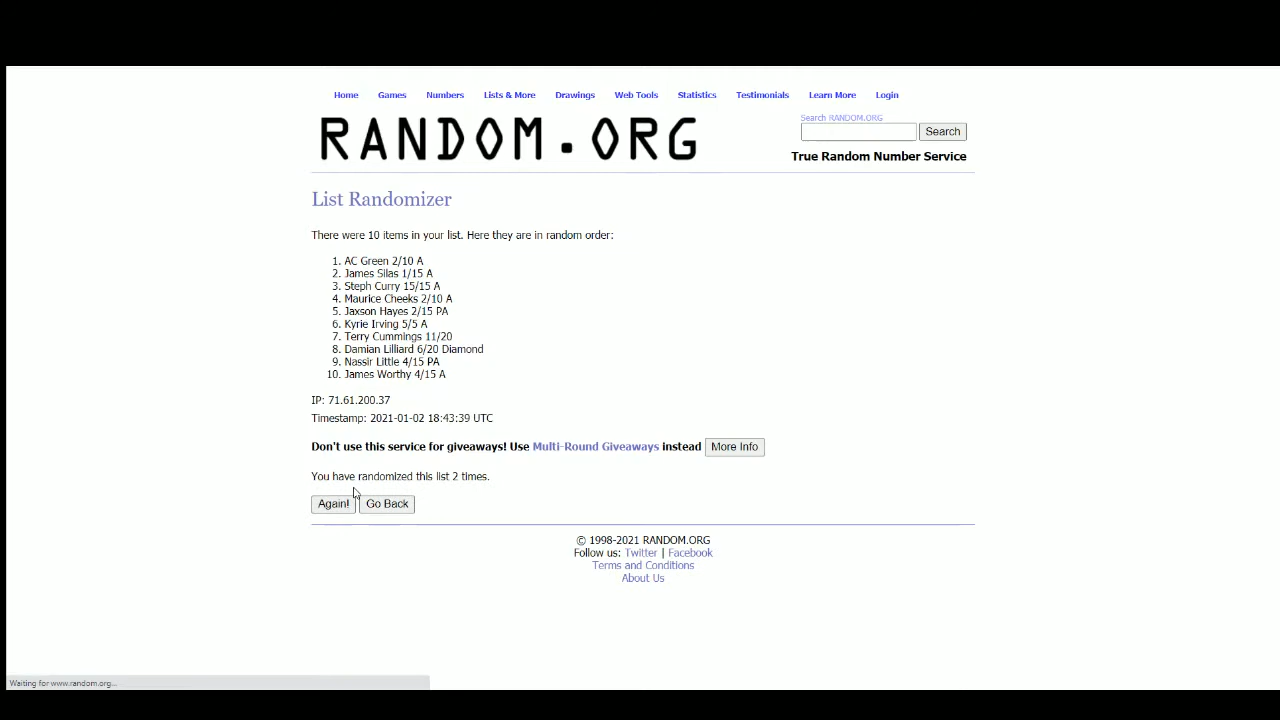 Home Games Numbers Lists & More Drawings Web Tools Statistics Testimonials Learn More Login
RANDOM.ORG
Search RANDOM.ORG
Search
True Random Number Service
List Randomizer
There were 10 items in your list. Here they are in random order:
1. AC Green 2/10 A
2. James Silas 1/15 A
3. Steph Curry 15/15 A
4. Maurice Cheeks 2/10 A
5. Jaxson Hayes 2/15 PA
6. Kyrie Irving 5/5 A
7. Terry Cummings 11/20
8. Damian Lilliard 6/20 Diamond
9. Nassir Little 4/15 PA
10. James Worthy 4/15 A
IP: 71.61.200.37
Timestamp: 2021-01-02 18:43:39 UTC
Don't use this service for giveaways! Use Multi-Round Giveaways instead More Info
You have randomized this list 2 times.
Again! Go Back
© 1998-2021 RANDOM.ORG
Follow us: Twitter | Facebook
Terms and Conditions
About Us
Waiting for www.random.org...